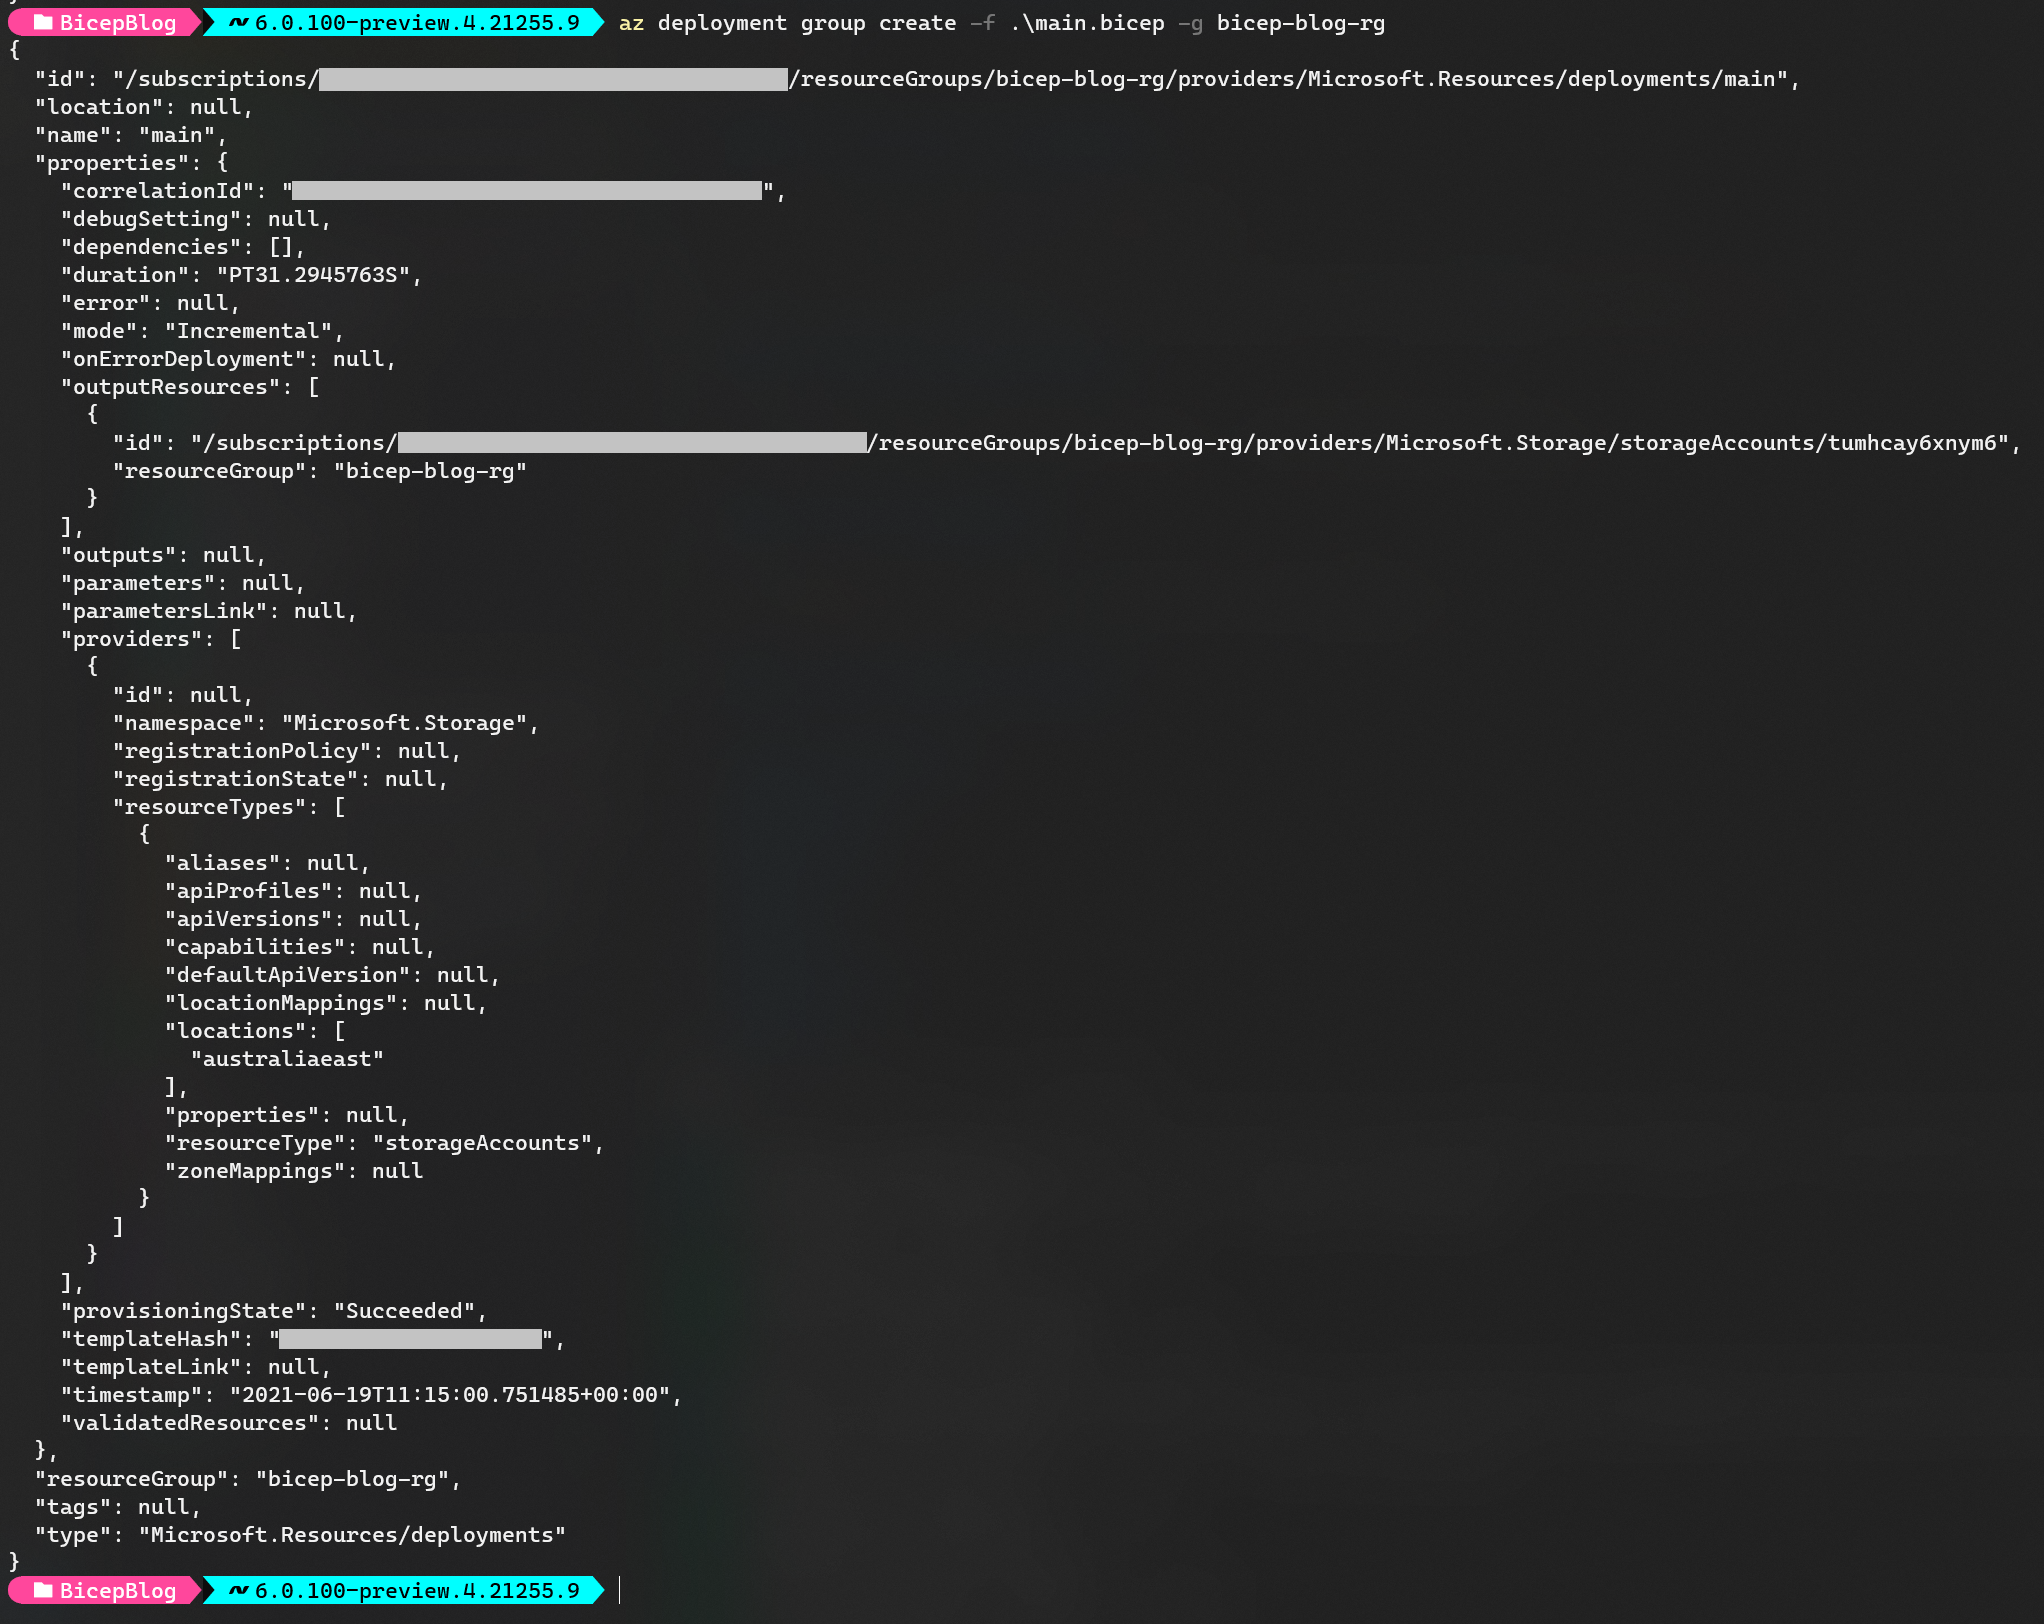 BicepBlog 6.0.100-preview.4.21255.9 az deployment group create -f .\main.bicep -g bicep-blog-rg
{
  "id": "/subscriptions/ /resourceGroups/bicep-blog-rg/providers/Microsoft.Resources/deployments/main",
  "location": null,
  "name": "main",
  "properties": {
    "correlationId": " ",
    "debugSetting": null,
    "dependencies": [],
    "duration": "PT31.2945763S",
    "error": null,
    "mode": "Incremental",
    "onErrorDeployment": null,
    "outputResources": [
      {
        "id": "/subscriptions/ /resourceGroups/bicep-blog-rg/providers/Microsoft.Storage/storageAccounts/tumhcay6xnym6",
        "resourceGroup": "bicep-blog-rg"
      }
    ],
    "outputs": null,
    "parameters": null,
    "parametersLink": null,
    "providers": [
      {
        "id": null,
        "namespace": "Microsoft.Storage",
        "registrationPolicy": null,
        "registrationState": null,
        "resourceTypes": [
          {
            "aliases": null,
            "apiProfiles": null,
            "apiVersions": null,
            "capabilities": null,
            "defaultApiVersion": null,
            "locationMappings": null,
            "locations": [
              "australiaeast"
            ],
            "properties": null,
            "resourceType": "storageAccounts",
            "zoneMappings": null
          }
        ]
      }
    ],
    "provisioningState": "Succeeded",
    "templateHash": " ",
    "templateLink": null,
    "timestamp": "2021-06-19T11:15:00.751485+00:00",
    "validatedResources": null
  },
  "resourceGroup": "bicep-blog-rg",
  "tags": null,
  "type": "Microsoft.Resources/deployments"
}
BicepBlog 6.0.100-preview.4.21255.9